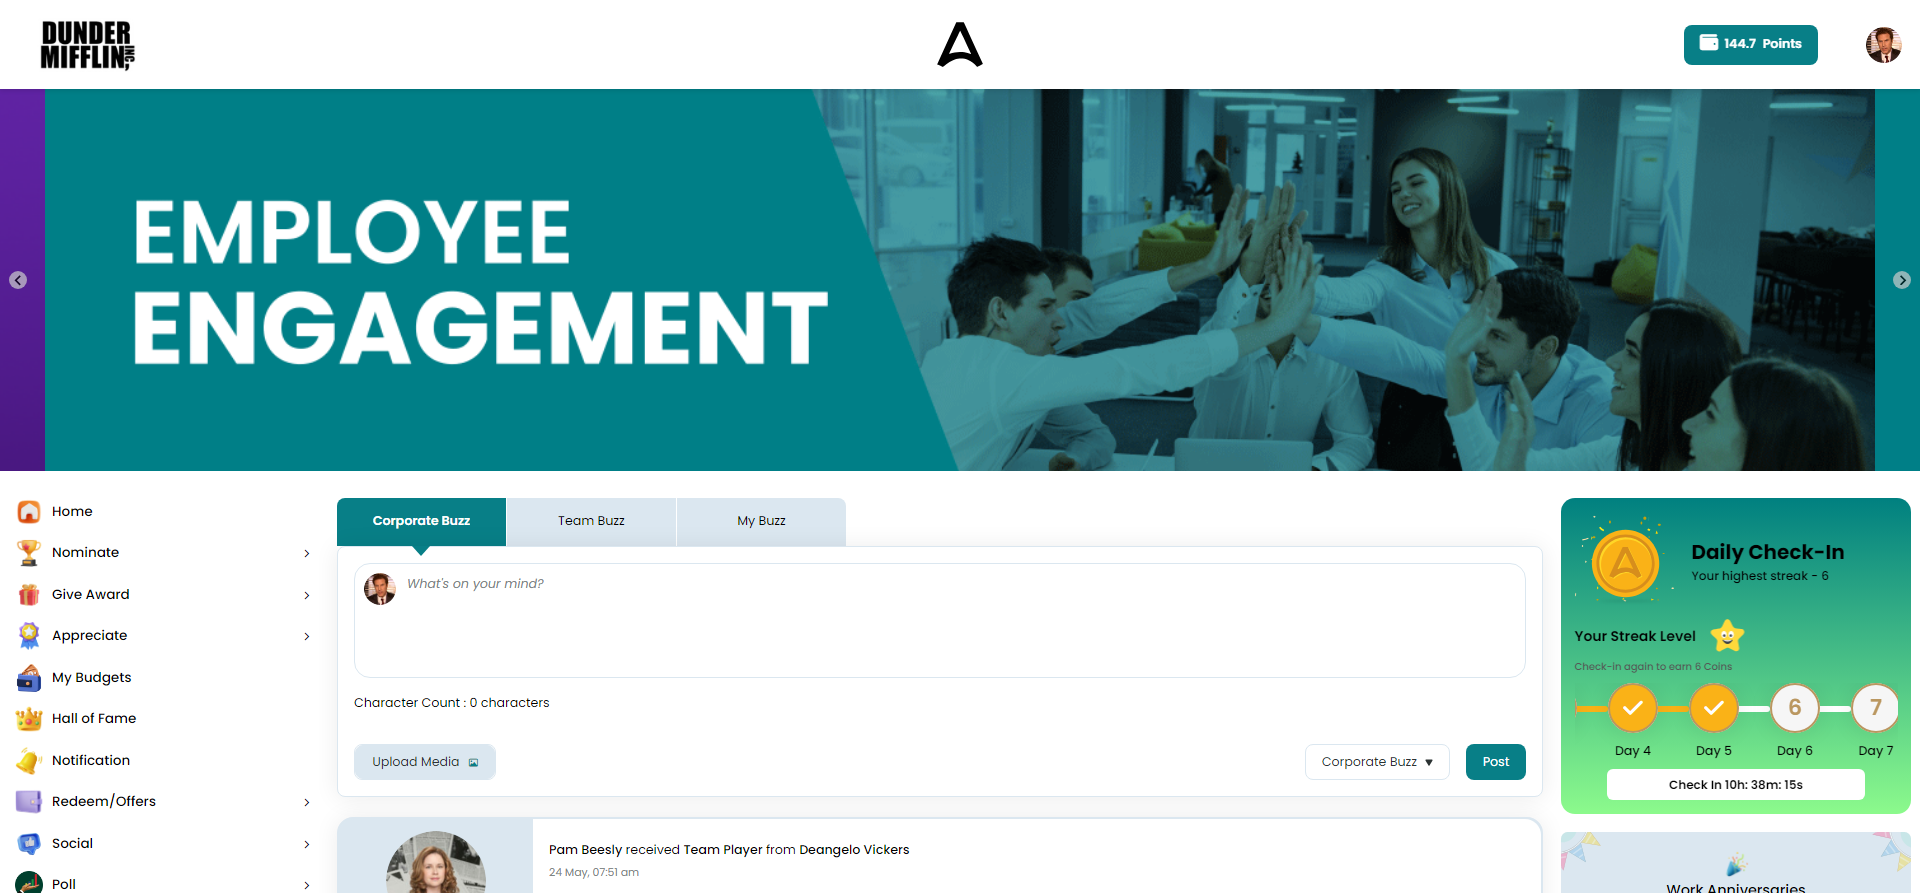 DUNDER
MIFFLIN INC,
144.7 Points
EMPLOYEE
ENGAGEMENT
Home
Nominate
Give Award
Appreciate
My Budgets
Hall of Fame
Notification
Redeem/Offers
Social
Poll
Corporate Buzz
Team Buzz
My Buzz
What's on your mind?
Character Count : 0 characters
Upload Media
Corporate Buzz
Post
Pam Beesly received Team Player from Deangelo Vickers
24 May, 07:51 am
Daily Check-In
Your highest streak - 6
Your Streak Level
Check-in again to earn 6 Coins
6
7
Day 4
Day 5
Day 6
Day 7
Check In 10h: 38m: 15s
Work Anniversaries